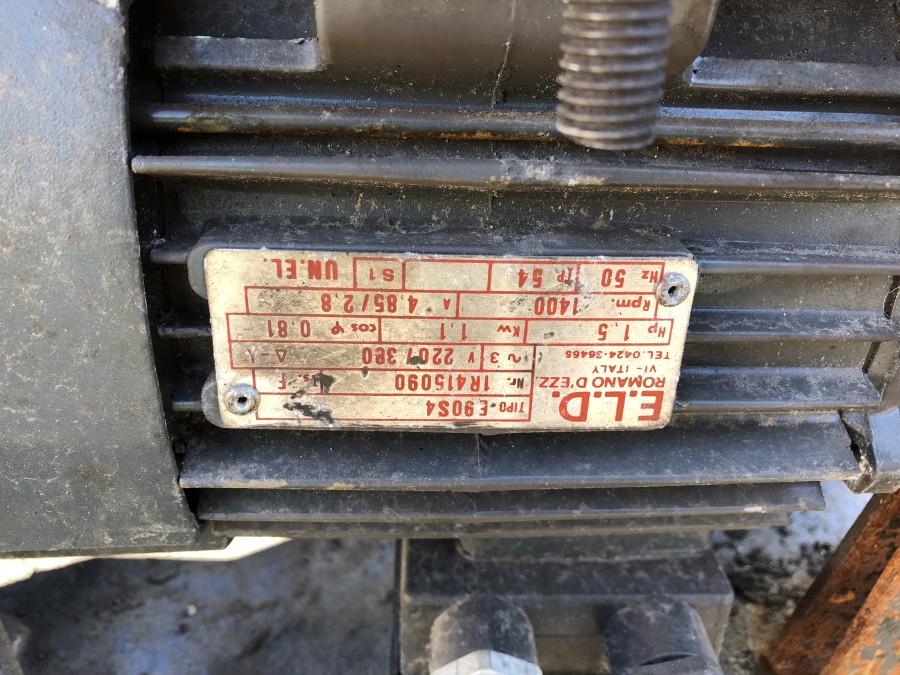 E.L.D.
ROMANO D'EZZ.
VI - ITALY
TEL. 0424-36465
TIPO E90S4
Nr. 1R415090 Is. F
~ 3 V 220/380 Δ-Y
Hp 1.5 Kw 1.1 cos φ 0.81
Rpm. 1400 A 4.85/2.8
Hz 50 IP 54 S1 UN.EL.